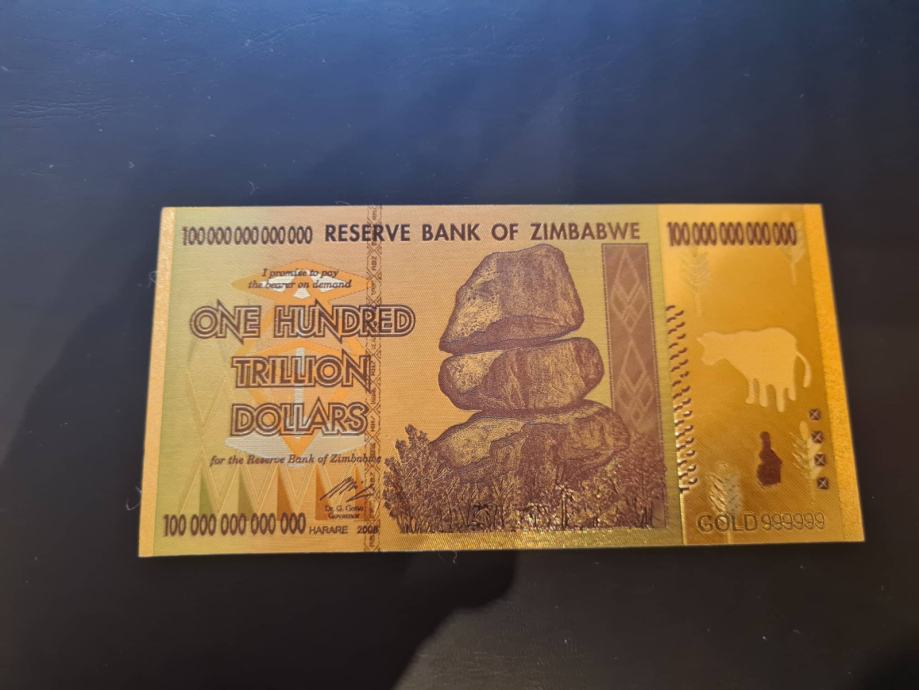 100 000 000 000 000 RESERVE BANK OF ZIMBABWE 100 000 000 000 000
I promise to pay
the bearer on demand
ONE HUNDRED
TRILLION
DOLLARS
for the Reserve Bank of Zimbabwe
Dr. G. Gono
Governor
100 000 000 000 000 HARARE 2008
GOLD 999999